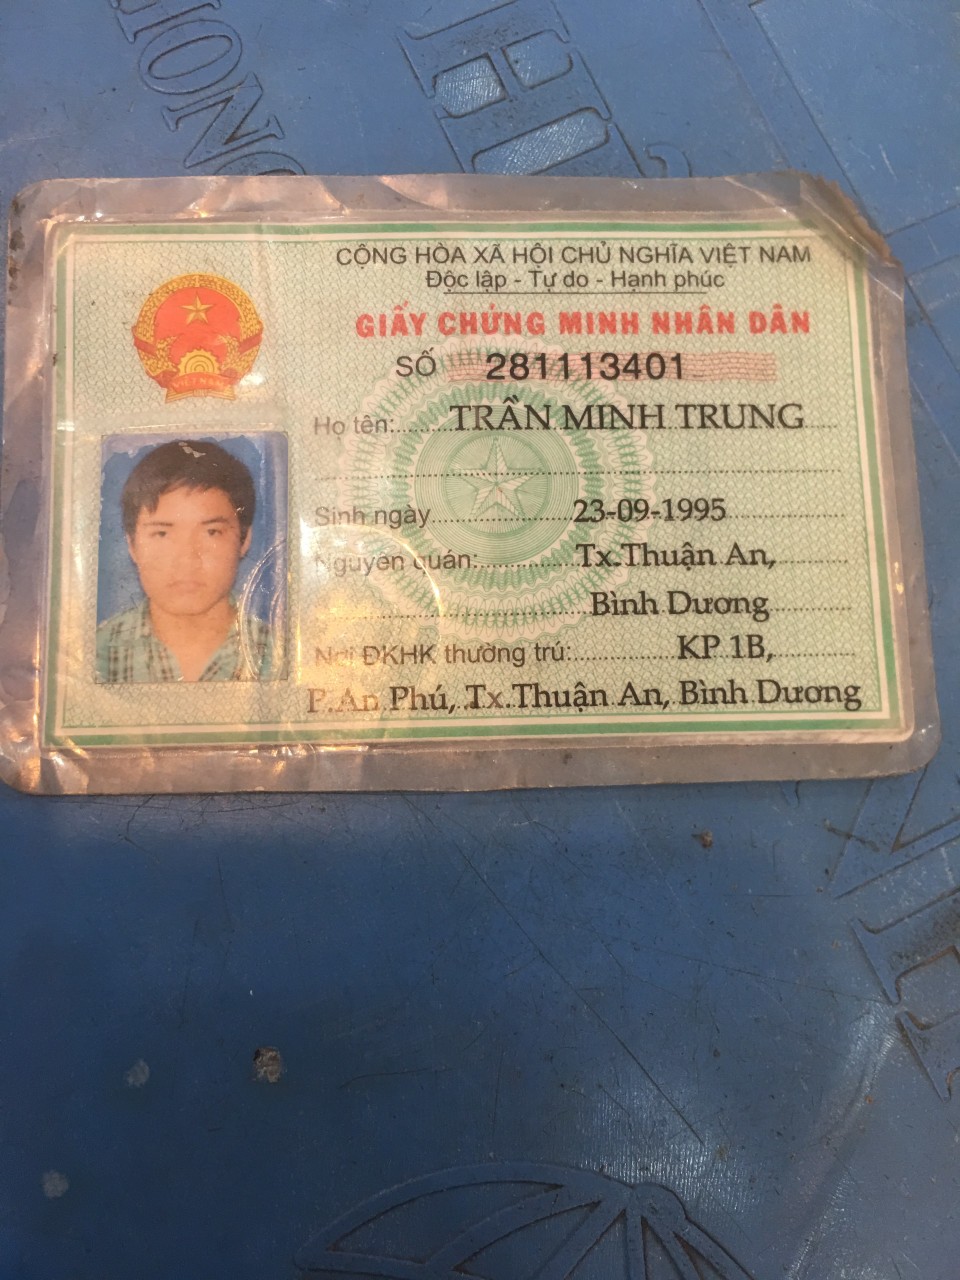 CỘNG HÒA XÃ HỘI CHỦ NGHĨA VIỆT NAM
Độc lập - Tự do - Hạnh phúc
GIẤY CHỨNG MINH NHÂN DÂN
SỐ 281113401
Họ tên: TRẦN MINH TRUNG
Sinh ngày 23-09-1995
Nguyên quán: Tx.Thuận An,
Bình Dương
Nơi ĐKHK thường trú: KP 1B,
P.An Phú, Tx.Thuận An, Bình Dương
VIỆT NAM